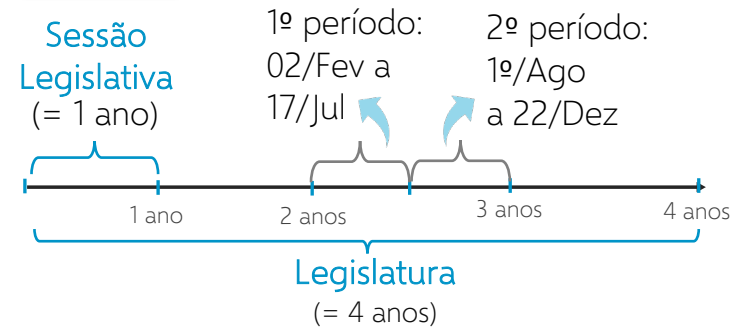 Sessão
Legislativa
(= 1 ano)
1º período:
02/Fev a
17/Jul
2º período:
1º/Ago
a 22/Dez
1 ano
2 anos
3 anos
4 anos
Legislatura
(= 4 anos)